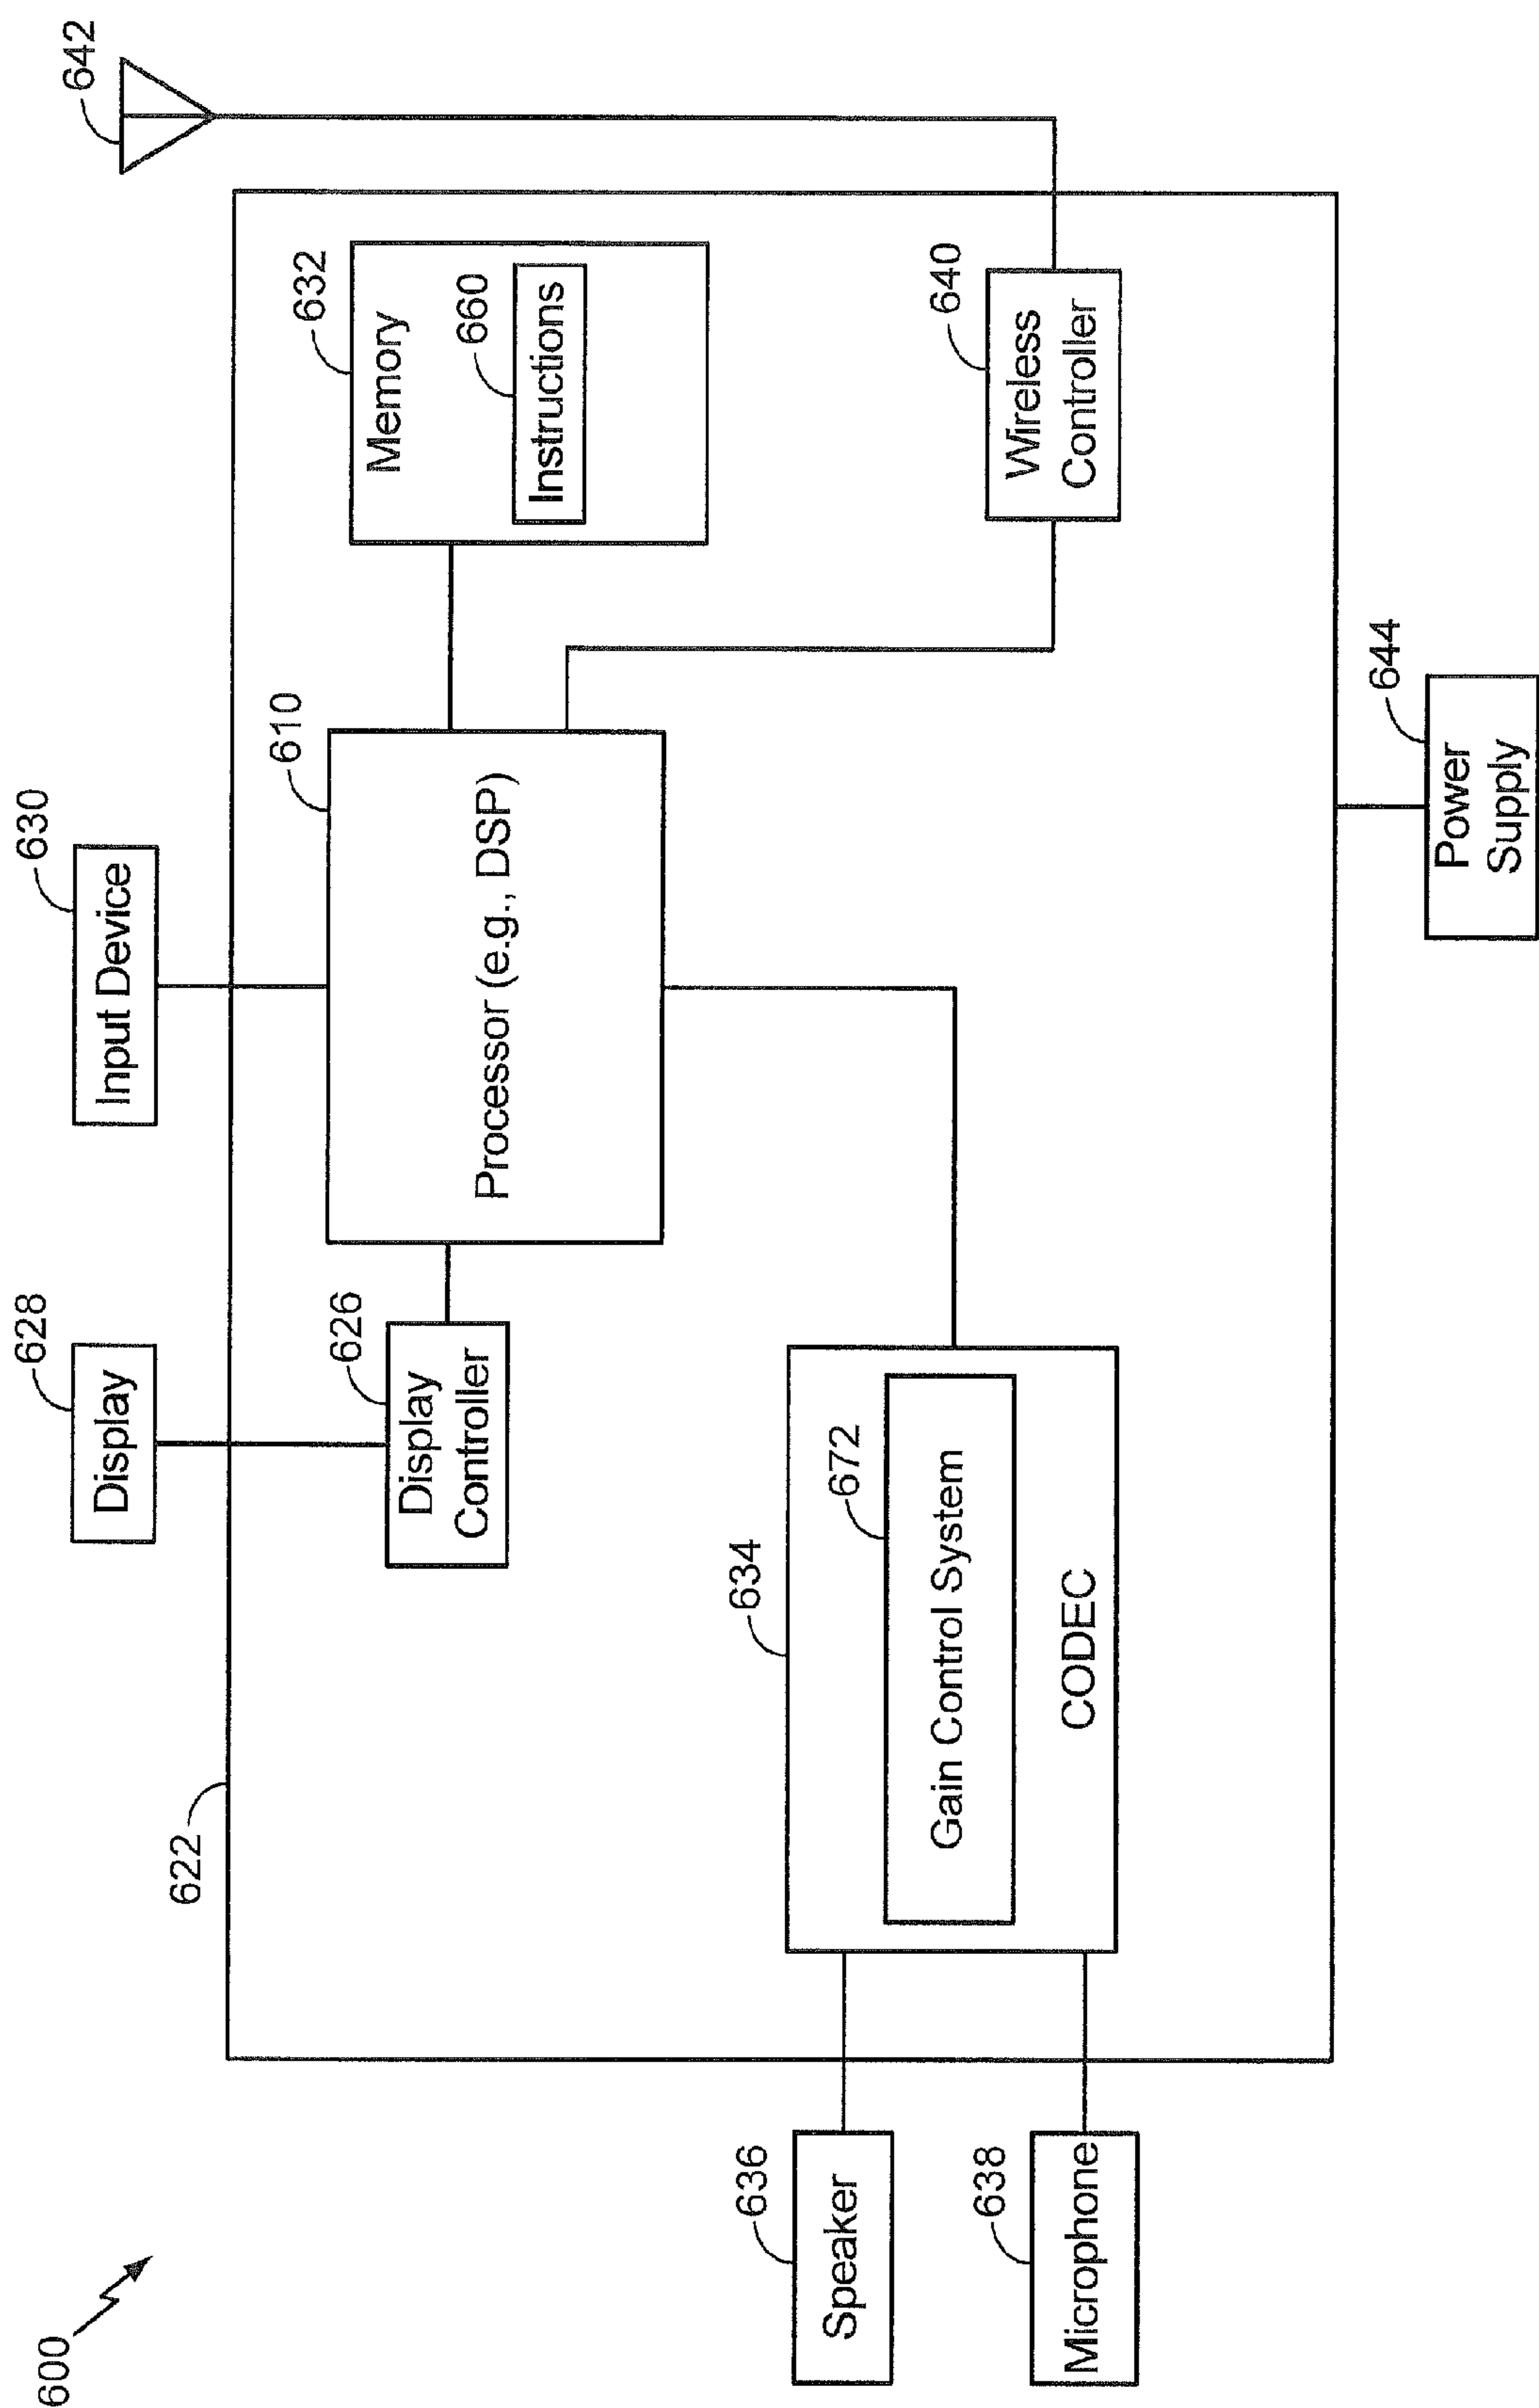 600
628
Display
630
Input Device
642
622
626
Display
Controller
610
Processor (e.g., DSP)
632
Memory
660
Instructions
636
Speaker
638
Microphone
634
672
Gain Control System
CODEC
640
Wireless
Controller
644
Power
Supply